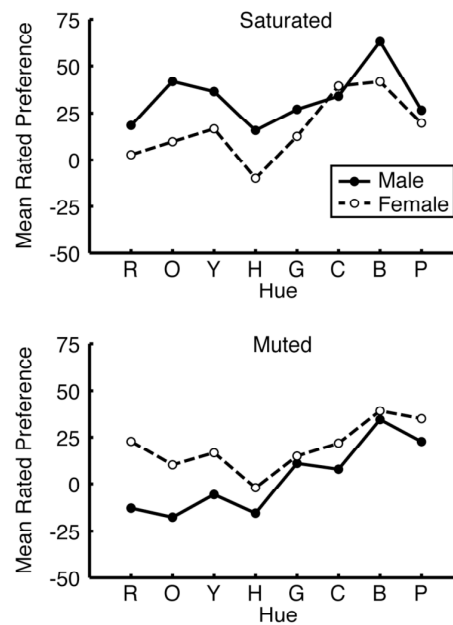 Saturated
Mean Rated Preference
75
50
25
0
-25
-50
Male
Female
R O Y H G C B P
Hue
Muted
Mean Rated Preference
75
50
25
0
-25
-50
R O Y H G C B P
Hue